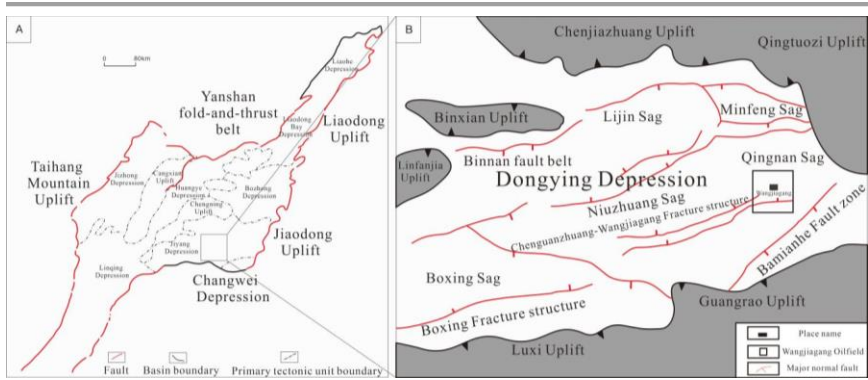 A
0 80km
Liaohe
Depression
Yanshan
fold-and-thrust
belt
Liaodong
Bay
Depression
Liaodong
Uplift
Taihang
Mountain
Uplift
Jizhong
Depression
Cangxian
Uplift
Huangye
Depression
Chengning
Uplift
Bozhong
Depression
Jiyang
Depression
Jiaodong
Uplift
Linqing
Depression
Changwei
Depression
Fault
Basin boundary
Primary tectonic unit boundary
B
Chenjiazhuang Uplift
Qingtuozi Uplift
Binxian Uplift
Lijin Sag
Minfeng Sag
Linfanjia
Uplift
Binnan fault belt
Qingnan Sag
Dongying Depression
Wangjiagang
Niuzhuang Sag
Chenguanzhuang-Wangjiagang Fracture structure
Bamianhe Fault zone
Boxing Sag
Guangrao Uplift
Boxing Fracture structure
Luxi Uplift
Place name
Wangjiagang Oilfield
Major normal fault